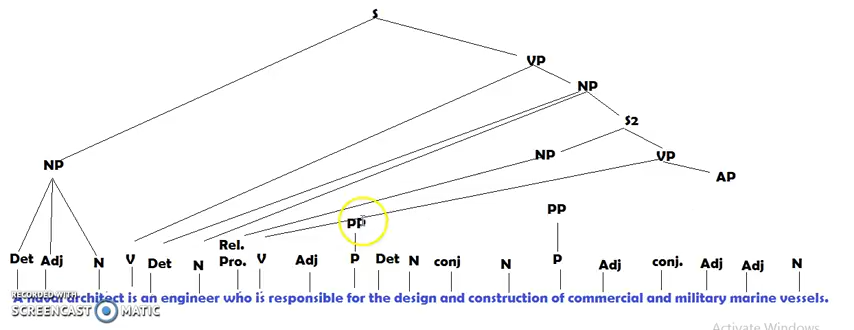 S
VP
NP
S2
NP
NP VP
AP
PP
PP
Rel.
Det Adj N V Det N Pro. V Adj P Det N conj N P Adj conj. Adj Adj N
A naval architect is an engineer who is responsible for the design and construction of commercial and military marine vessels.
RECORDED WITH
SCREENCAST MATIC
Activate Windows